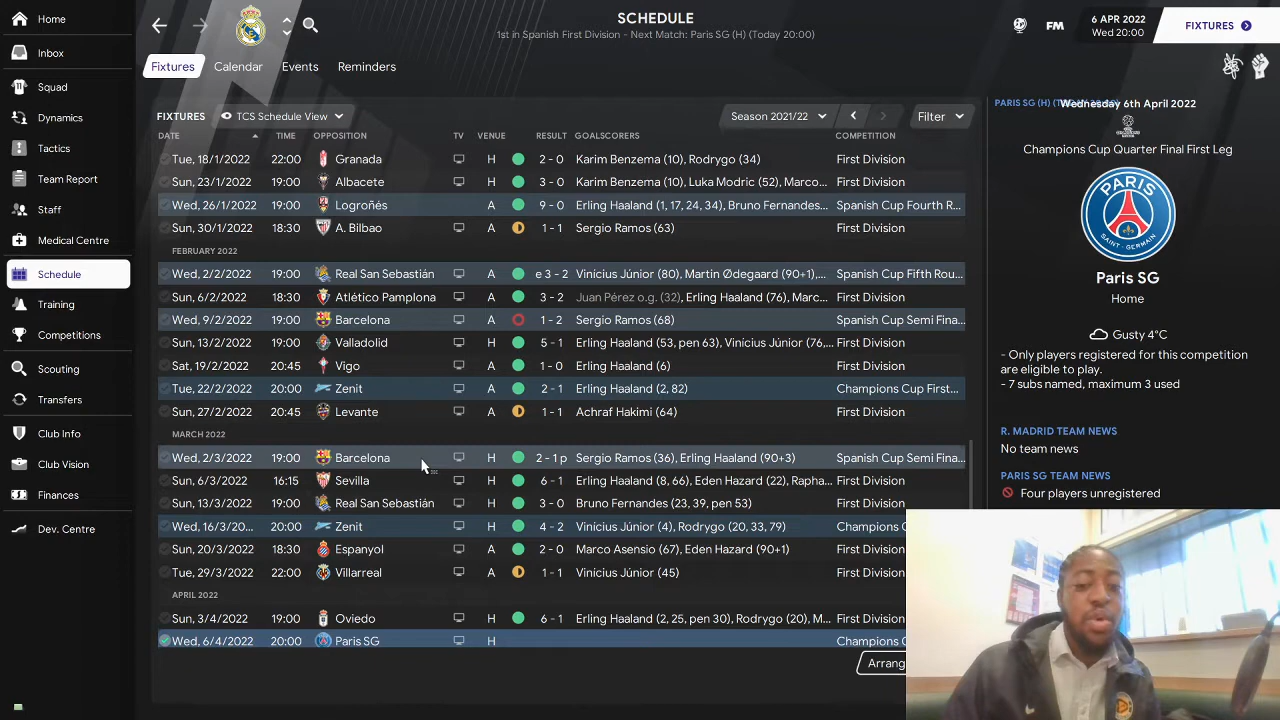 Home
Inbox
Squad
Dynamics
Tactics
Team Report
Staff
Medical Centre
Schedule
Training
Competitions
Scouting
Transfers
Club Info
Club Vision
Finances
Dev. Centre
SCHEDULE
1st in Spanish First Division - Next Match: Paris SG (H) (Today 20:00)
FM
6 APR 2022
Wed 20:00
FIXTURES
Fixtures Calendar Events Reminders
FIXTURES TCS Schedule View Season 2021/22 Filter
DATE TIME OPPOSITION TV VENUE RESULT GOALSCORERS COMPETITION
Tue, 18/1/2022 22:00 Granada H 2 - 0 Karim Benzema (10), Rodrygo (34) First Division
Sun, 23/1/2022 19:00 Albacete H 3 - 0 Karim Benzema (10), Luka Modric (52), Marco... First Division
Wed, 26/1/2022 19:00 Logroñés A 9 - 0 Erling Haaland (1, 17, 24, 34), Bruno Fernandes... Spanish Cup Fourth R...
Sun, 30/1/2022 18:30 A. Bilbao A 1 - 1 Sergio Ramos (63) First Division
FEBRUARY 2022
Wed, 2/2/2022 19:00 Real San Sebastián A e 3 - 2 Vinícius Júnior (80), Martin Ødegaard (90+1),... Spanish Cup Fifth Rou...
Sun, 6/2/2022 18:30 Atlético Pamplona A 3 - 2 Juan Pérez o.g. (32), Erling Haaland (76), Marc... First Division
Wed, 9/2/2022 19:00 Barcelona A 1 - 2 Sergio Ramos (68) Spanish Cup Semi Fina...
Sun, 13/2/2022 19:00 Valladolid H 5 - 1 Erling Haaland (53, pen 63), Vinícius Júnior (76,... First Division
Sat, 19/2/2022 20:45 Vigo A 1 - 0 Erling Haaland (6) First Division
Tue, 22/2/2022 20:00 Zenit A 2 - 1 Erling Haaland (2, 82) Champions Cup First...
Sun, 27/2/2022 20:45 Levante A 1 - 1 Achraf Hakimi (64) First Division
MARCH 2022
Wed, 2/3/2022 19:00 Barcelona H 2 - 1 p Sergio Ramos (36), Erling Haaland (90+3) Spanish Cup Semi Fina...
Sun, 6/3/2022 16:15 Sevilla H 6 - 1 Erling Haaland (8, 66), Eden Hazard (22), Rapha... First Division
Sun, 13/3/2022 19:00 Real San Sebastián H 3 - 0 Bruno Fernandes (23, 39, pen 53) First Division
Wed, 16/3/20... 20:00 Zenit H 4 - 2 Vinícius Júnior (4), Rodrygo (20, 33, 79) Champions C
Sun, 20/3/2022 18:30 Espanyol A 2 - 0 Marco Asensio (67), Eden Hazard (90+1) First Division
Tue, 29/3/2022 22:00 Villarreal A 1 - 1 Vinícius Júnior (45) First Division
APRIL 2022
Sun, 3/4/2022 19:00 Oviedo H 6 - 1 Erling Haaland (2, 25, pen 30), Rodrygo (20), M... First Division
Wed, 6/4/2022 20:00 Paris SG H Champions C
Arrang
PARIS SG (H) (TODAY 20:00)
Wednesday 6th April 2022
Champions Cup Quarter Final First Leg
PARIS
SAINT-GERMAIN
Paris SG
Home
Gusty 4°C
- Only players registered for this competition
are eligible to play.
- 7 subs named, maximum 3 used
R. MADRID TEAM NEWS
No team news
PARIS SG TEAM NEWS
Four players unregistered